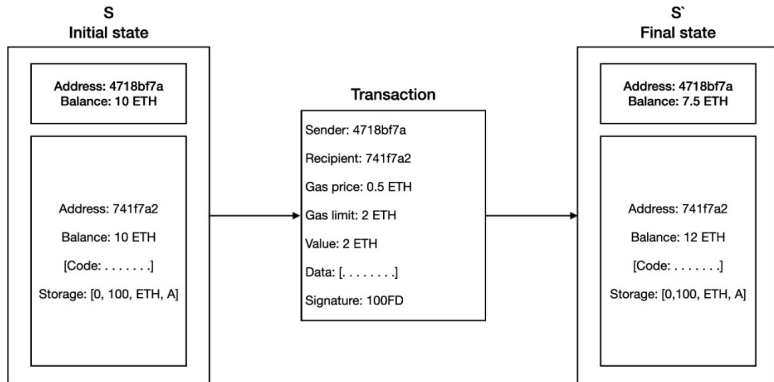 S
Initial state
Address: 4718bf7a
Balance: 10 ETH
Address: 741f7a2
Balance: 10 ETH
[Code: . . . . . . .]
Storage: [0, 100, ETH, A]
Transaction
Sender: 4718bf7a
Recipient: 741f7a2
Gas price: 0.5 ETH
Gas limit: 2 ETH
Value: 2 ETH
Data: [. . . . . . . .]
Signature: 100FD
S`
Final state
Address: 4718bf7a
Balance: 7.5 ETH
Address: 741f7a2
Balance: 12 ETH
[Code: . . . . . . .]
Storage: [0,100, ETH, A]